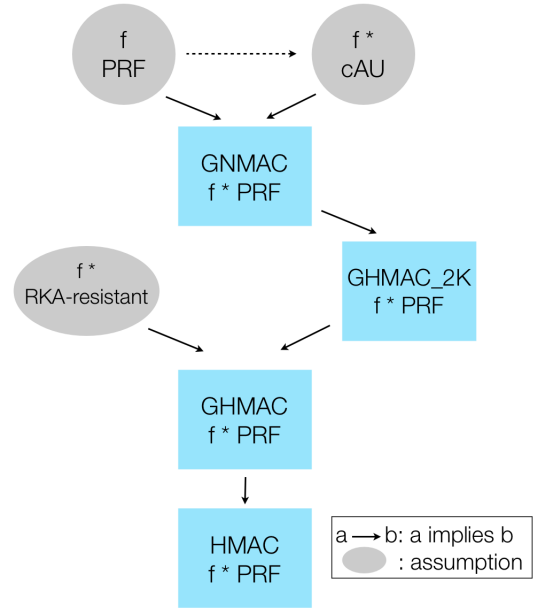 f
PRF
f *
cAU
GNMAC
f * PRF
f *
RKA-resistant
GHMAC_2K
f * PRF
GHMAC
f * PRF
HMAC
f * PRF
a → b: a implies b
: assumption